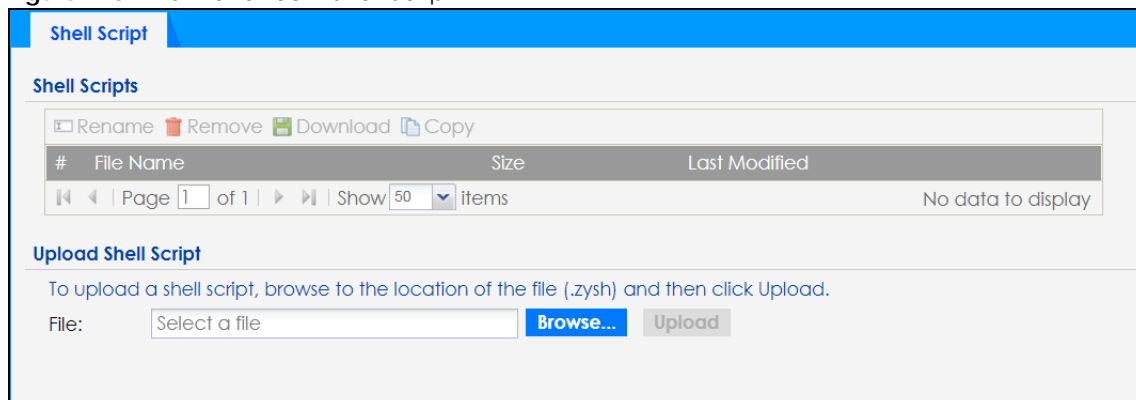 Shell Script
Shell Scripts
Rename Remove Download Copy
# File Name Size Last Modified
Page 1 of 1 Show 50 items No data to display
Upload Shell Script
To upload a shell script, browse to the location of the file (.zysh) and then click Upload.
File: Select a file Browse... Upload